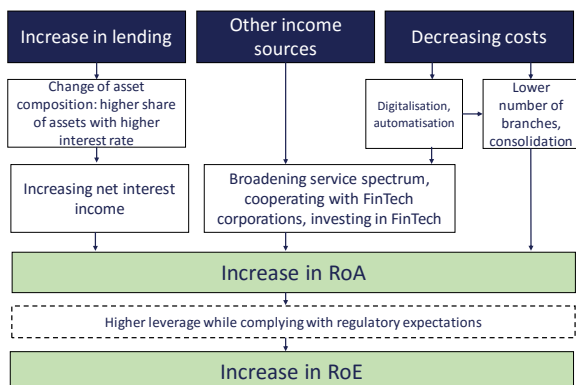 Increase in lending
Other income
sources
Decreasing costs
Change of asset
composition: higher share
of assets with higher
interest rate
Digitalisation,
automatisation
Lower
number of
branches,
consolidation
Increasing net interest
income
Broadening service spectrum,
cooperating with FinTech
corporations, investing in FinTech
Increase in RoA
Higher leverage while complying with regulatory expectations
Increase in RoE